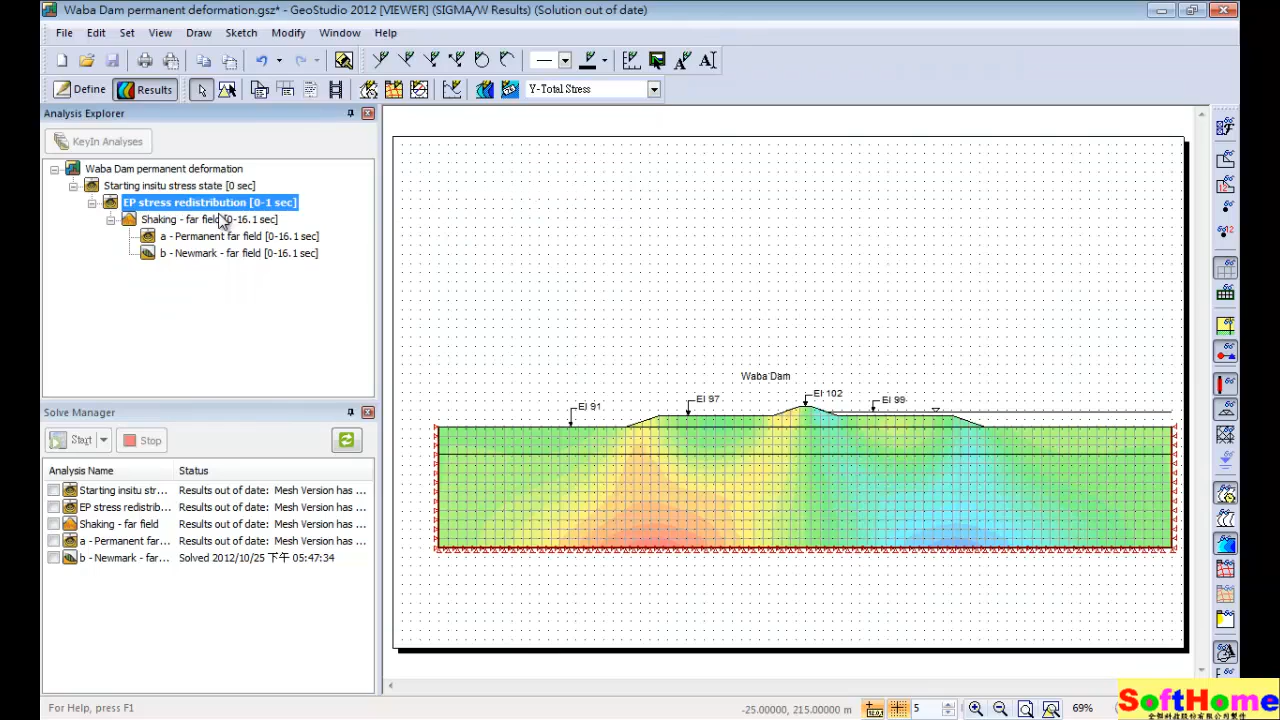 Waba Dam permanent deformation.gsz* - GeoStudio 2012 [VIEWER] (SIGMA/W Results) (Solution out of date)
File Edit Set View Draw Sketch Modify Window Help
Define Results Y-Total Stress
Analysis Explorer
KeyIn Analyses
Waba Dam permanent deformation
Starting insitu stress state [0 sec]
EP stress redistribution [0-1 sec]
Shaking - far field [0-16.1 sec]
a - Permanent far field [0-16.1 sec]
b - Newmark - far field [0-16.1 sec]
Solve Manager
Start Stop
Analysis Name Status
Starting insitu str... Results out of date: Mesh Version has ...
EP stress redistrib... Results out of date: Mesh Version has ...
Shaking - far field Results out of date: Mesh Version has ...
a - Permanent far... Results out of date: Mesh Version has ...
b - Newmark - far... Solved 2012/10/25 下午 05:47:34
Waba Dam
El 91
El 97
El 102
El 99
For Help, press F1
-25.00000, 215.00000 m
5
69%
SoftHome